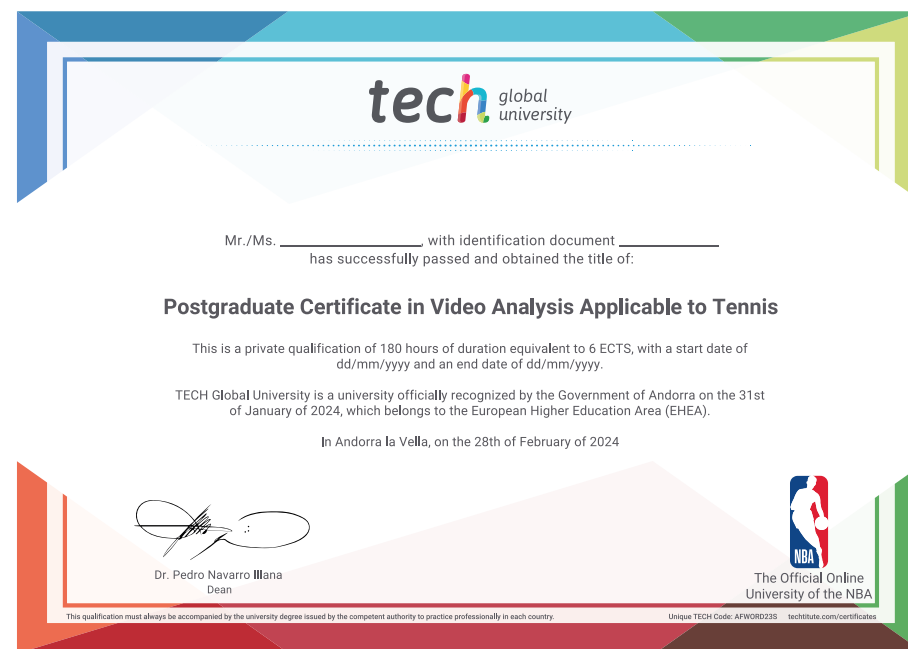 tech global university
Mr./Ms. ____________, with identification document ____________
has successfully passed and obtained the title of:
Postgraduate Certificate in Video Analysis Applicable to Tennis
This is a private qualification of 180 hours of duration equivalent to 6 ECTS, with a start date of
dd/mm/yyyy and an end date of dd/mm/yyyy.
TECH Global University is a university officially recognized by the Government of Andorra on the 31st
of January of 2024, which belongs to the European Higher Education Area (EHEA).
In Andorra la Vella, on the 28th of February of 2024
Dr. Pedro Navarro Illana
Dean
NBA
The Official Online
University of the NBA
This qualification must always be accompanied by the university degree issued by the competent authority to practice professionally in each country.
Unique TECH Code: AFWORD23S techtitute.com/certificates